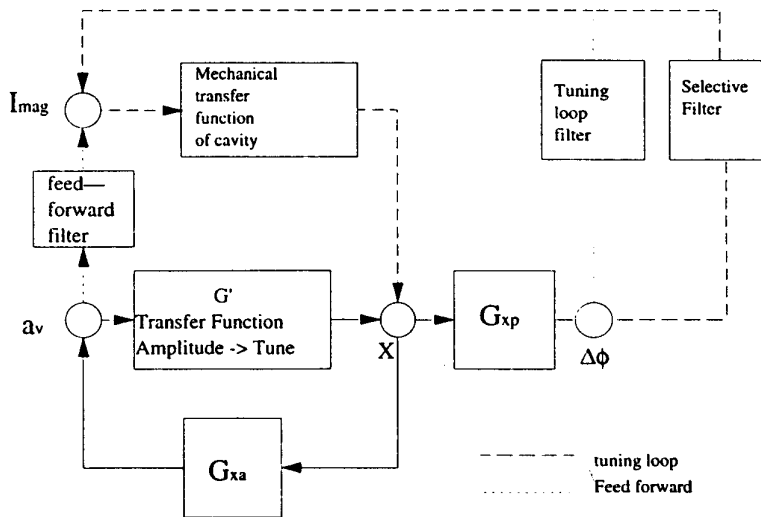 Imag
Mechanical
transfer
function
of cavity
Tuning
loop
filter
Selective
Filter
feed—
forward
filter
av
G'
Transfer Function
Amplitude -> Tune
X
Gxp
Δϕ
Gxa
tuning loop
Feed forward